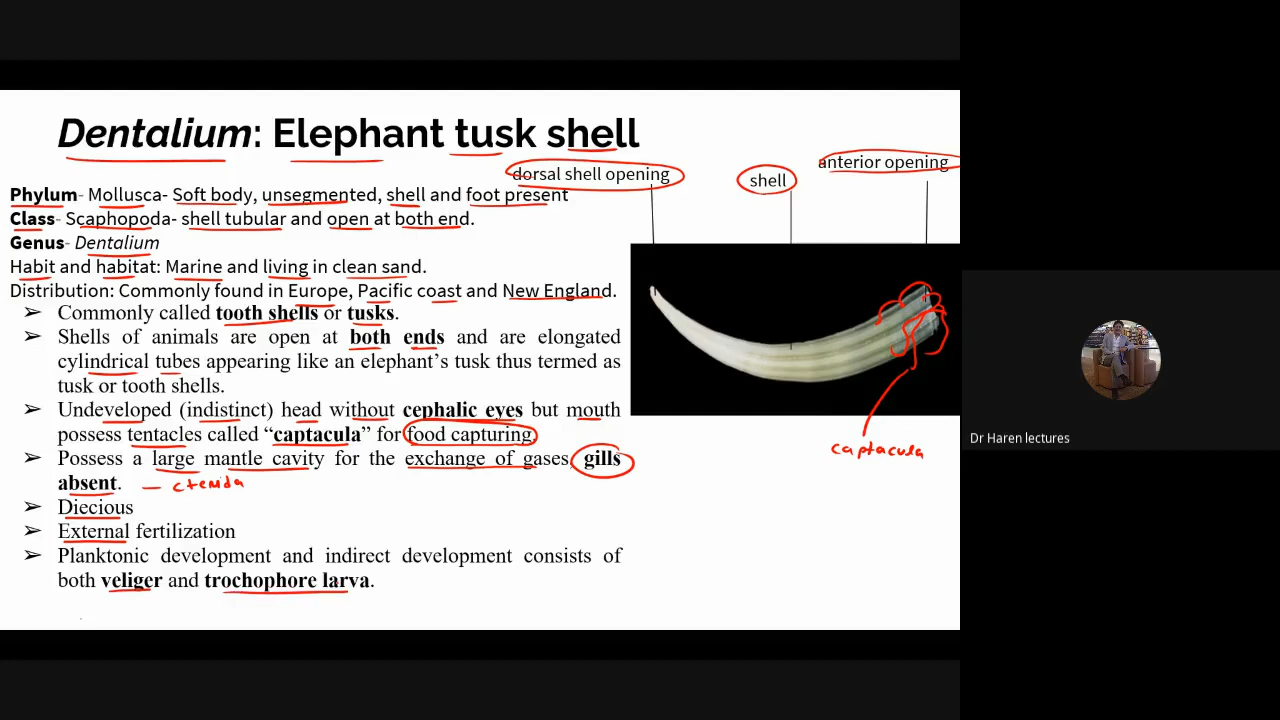 Dentalium: Elephant tusk shell
dorsal shell opening
shell
anterior opening
Phylum- Mollusca- Soft body, unsegmented, shell and foot present
Class- Scaphopoda- shell tubular and open at both end.
Genus- Dentalium
Habit and habitat: Marine and living in clean sand.
Distribution: Commonly found in Europe, Pacific coast and New England.
➢ Commonly called tooth shells or tusks.
➢ Shells of animals are open at both ends and are elongated
cylindrical tubes appearing like an elephant's tusk thus termed as
tusk or tooth shells.
➢ Undeveloped (indistinct) head without cephalic eyes but mouth
possess tentacles called “captacula” for food capturing.
➢ Possess a large mantle cavity for the exchange of gases, gills
absent. — ctenida
➢ Diecious
➢ External fertilization
➢ Planktonic development and indirect development consists of
both veliger and trochophore larva.
captacula
Dr Haren lectures